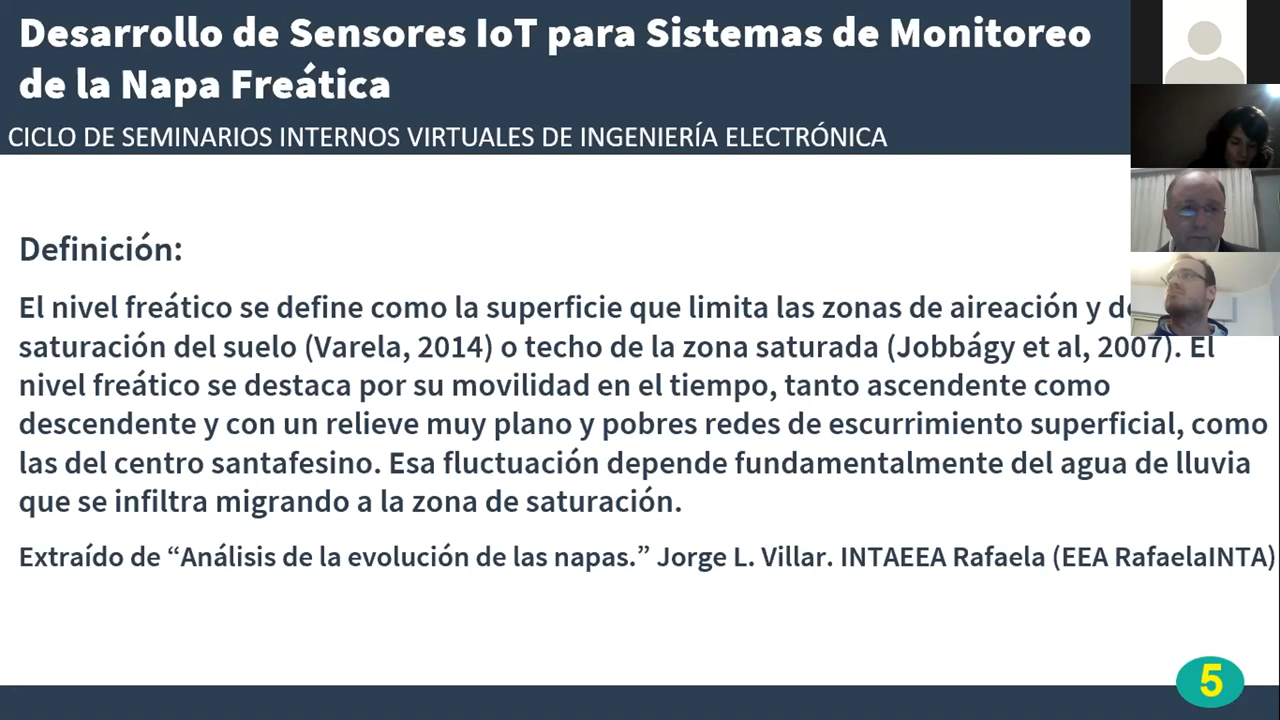 Desarrollo de Sensores IoT para Sistemas de Monitoreo
de la Napa Freática
CICLO DE SEMINARIOS INTERNOS VIRTUALES DE INGENIERÍA ELECTRÓNICA
Definición:
El nivel freático se define como la superficie que limita las zonas de aireación y de
saturación del suelo (Varela, 2014) o techo de la zona saturada (Jobbágy et al, 2007). El
nivel freático se destaca por su movilidad en el tiempo, tanto ascendente como
descendente y con un relieve muy plano y pobres redes de escurrimiento superficial, como
las del centro santafesino. Esa fluctuación depende fundamentalmente del agua de lluvia
que se infiltra migrando a la zona de saturación.
Extraído de “Análisis de la evolución de las napas.” Jorge L. Villar. INTAEEA Rafaela (EEA RafaelaINTA)
5